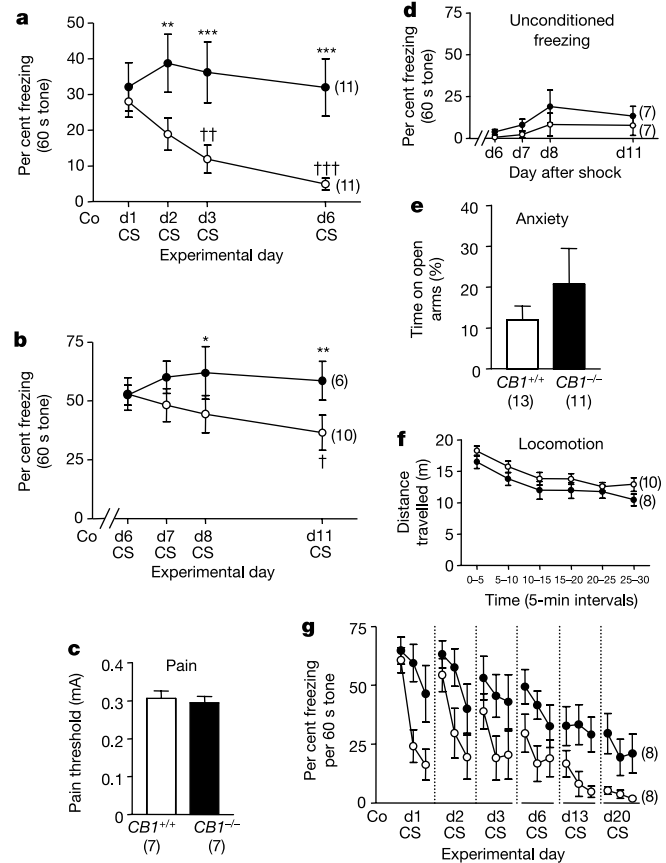 a
Per cent freezing
(60 s tone)
50
40
30
20
10
0
**
***
***
(11)
††
†††
(11)
Co d1 d2 d3 d6
CS CS CS CS
Experimental day
b
Per cent freezing
(60 s tone)
75
50
25
0
*
**
(6)
(10)
†
Co d6 d7 d8 d11
CS CS CS CS
Experimental day
c
Pain
Pain threshold (mA)
0.4
0.3
0.2
0.1
0
CB1+/+ CB1−/−
(7) (7)
d
Unconditioned
freezing
Per cent freezing
(60 s tone)
75
50
25
0
(7)
(7)
d6 d7 d8 d11
Day after shock
e
Anxiety
Time on open
arms (%)
40
30
20
10
0
CB1+/+ CB1−/−
(13) (11)
f
Locomotion
Distance
travelled (m)
20
15
10
0
(10)
(8)
0–5 5–10 10–15 15–20 20–25 25–30
Time (5-min intervals)
g
Per cent freezing
per 60 s tone
75
50
25
0
(8)
(8)
Co d1 d2 d3 d6 d13 d20
CS CS CS CS CS CS
Experimental day